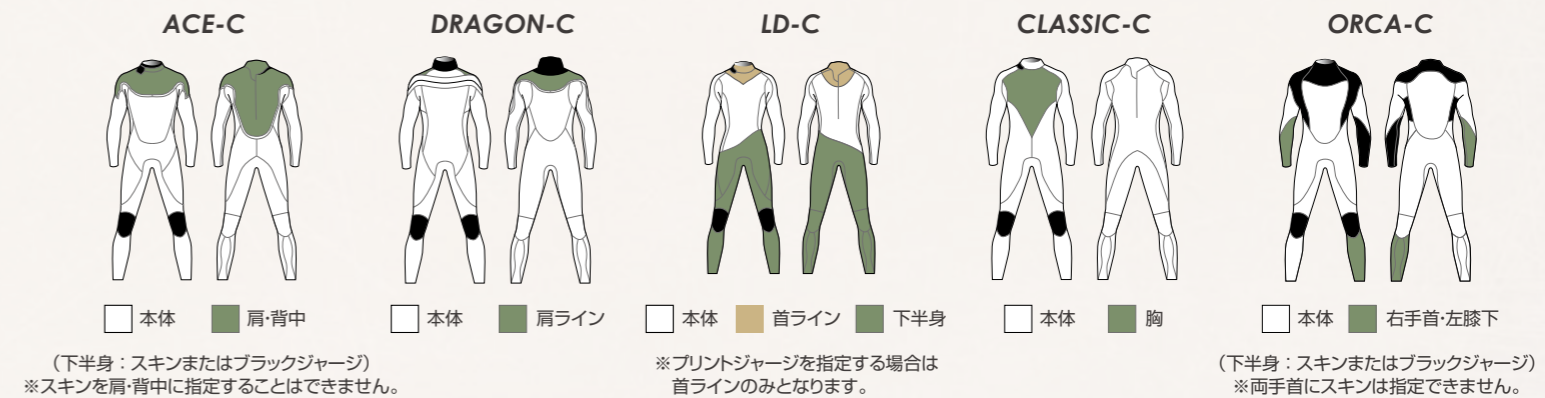 ACE-C
DRAGON-C
LD-C
CLASSIC-C
ORCA-C
本体 肩・背中
本体 肩ライン
本体 首ライン 下半身
本体 胸
本体 右手首・左膝下
（下半身：スキンまたはブラックジャージ）
※スキンを肩・背中に指定することはできません。
※プリントジャージを指定する場合は
首ラインのみとなります。
（下半身：スキンまたはブラックジャージ）
※両手首にスキンは指定できません。